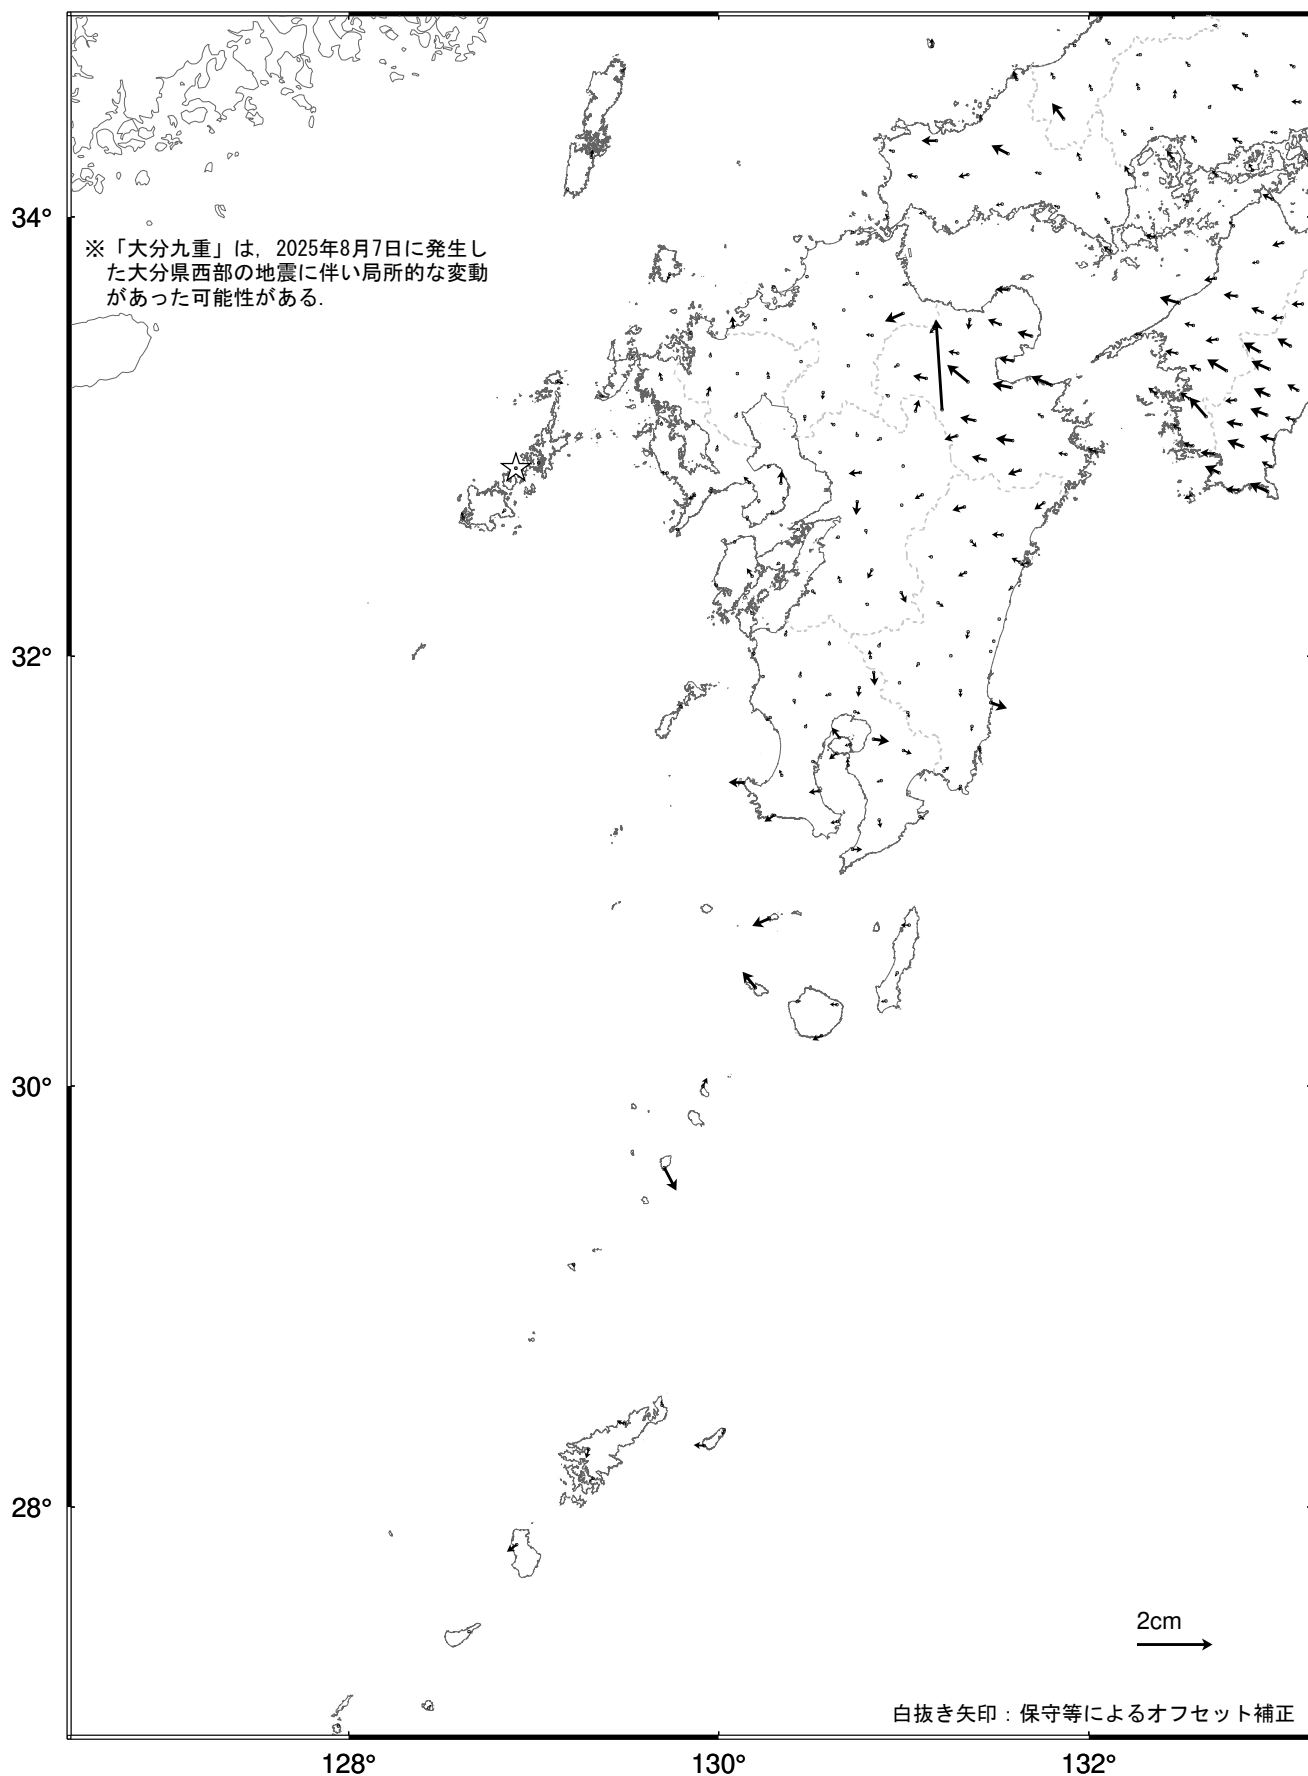 34°
※「大分九重」は，2025年8月7日に発生し
た大分県西部の地震に伴い局所的な変動
があった可能性がある.
32°
30°
28°
2cm
白抜き矢印：保守等によるオフセット補正
128°
130°
132°